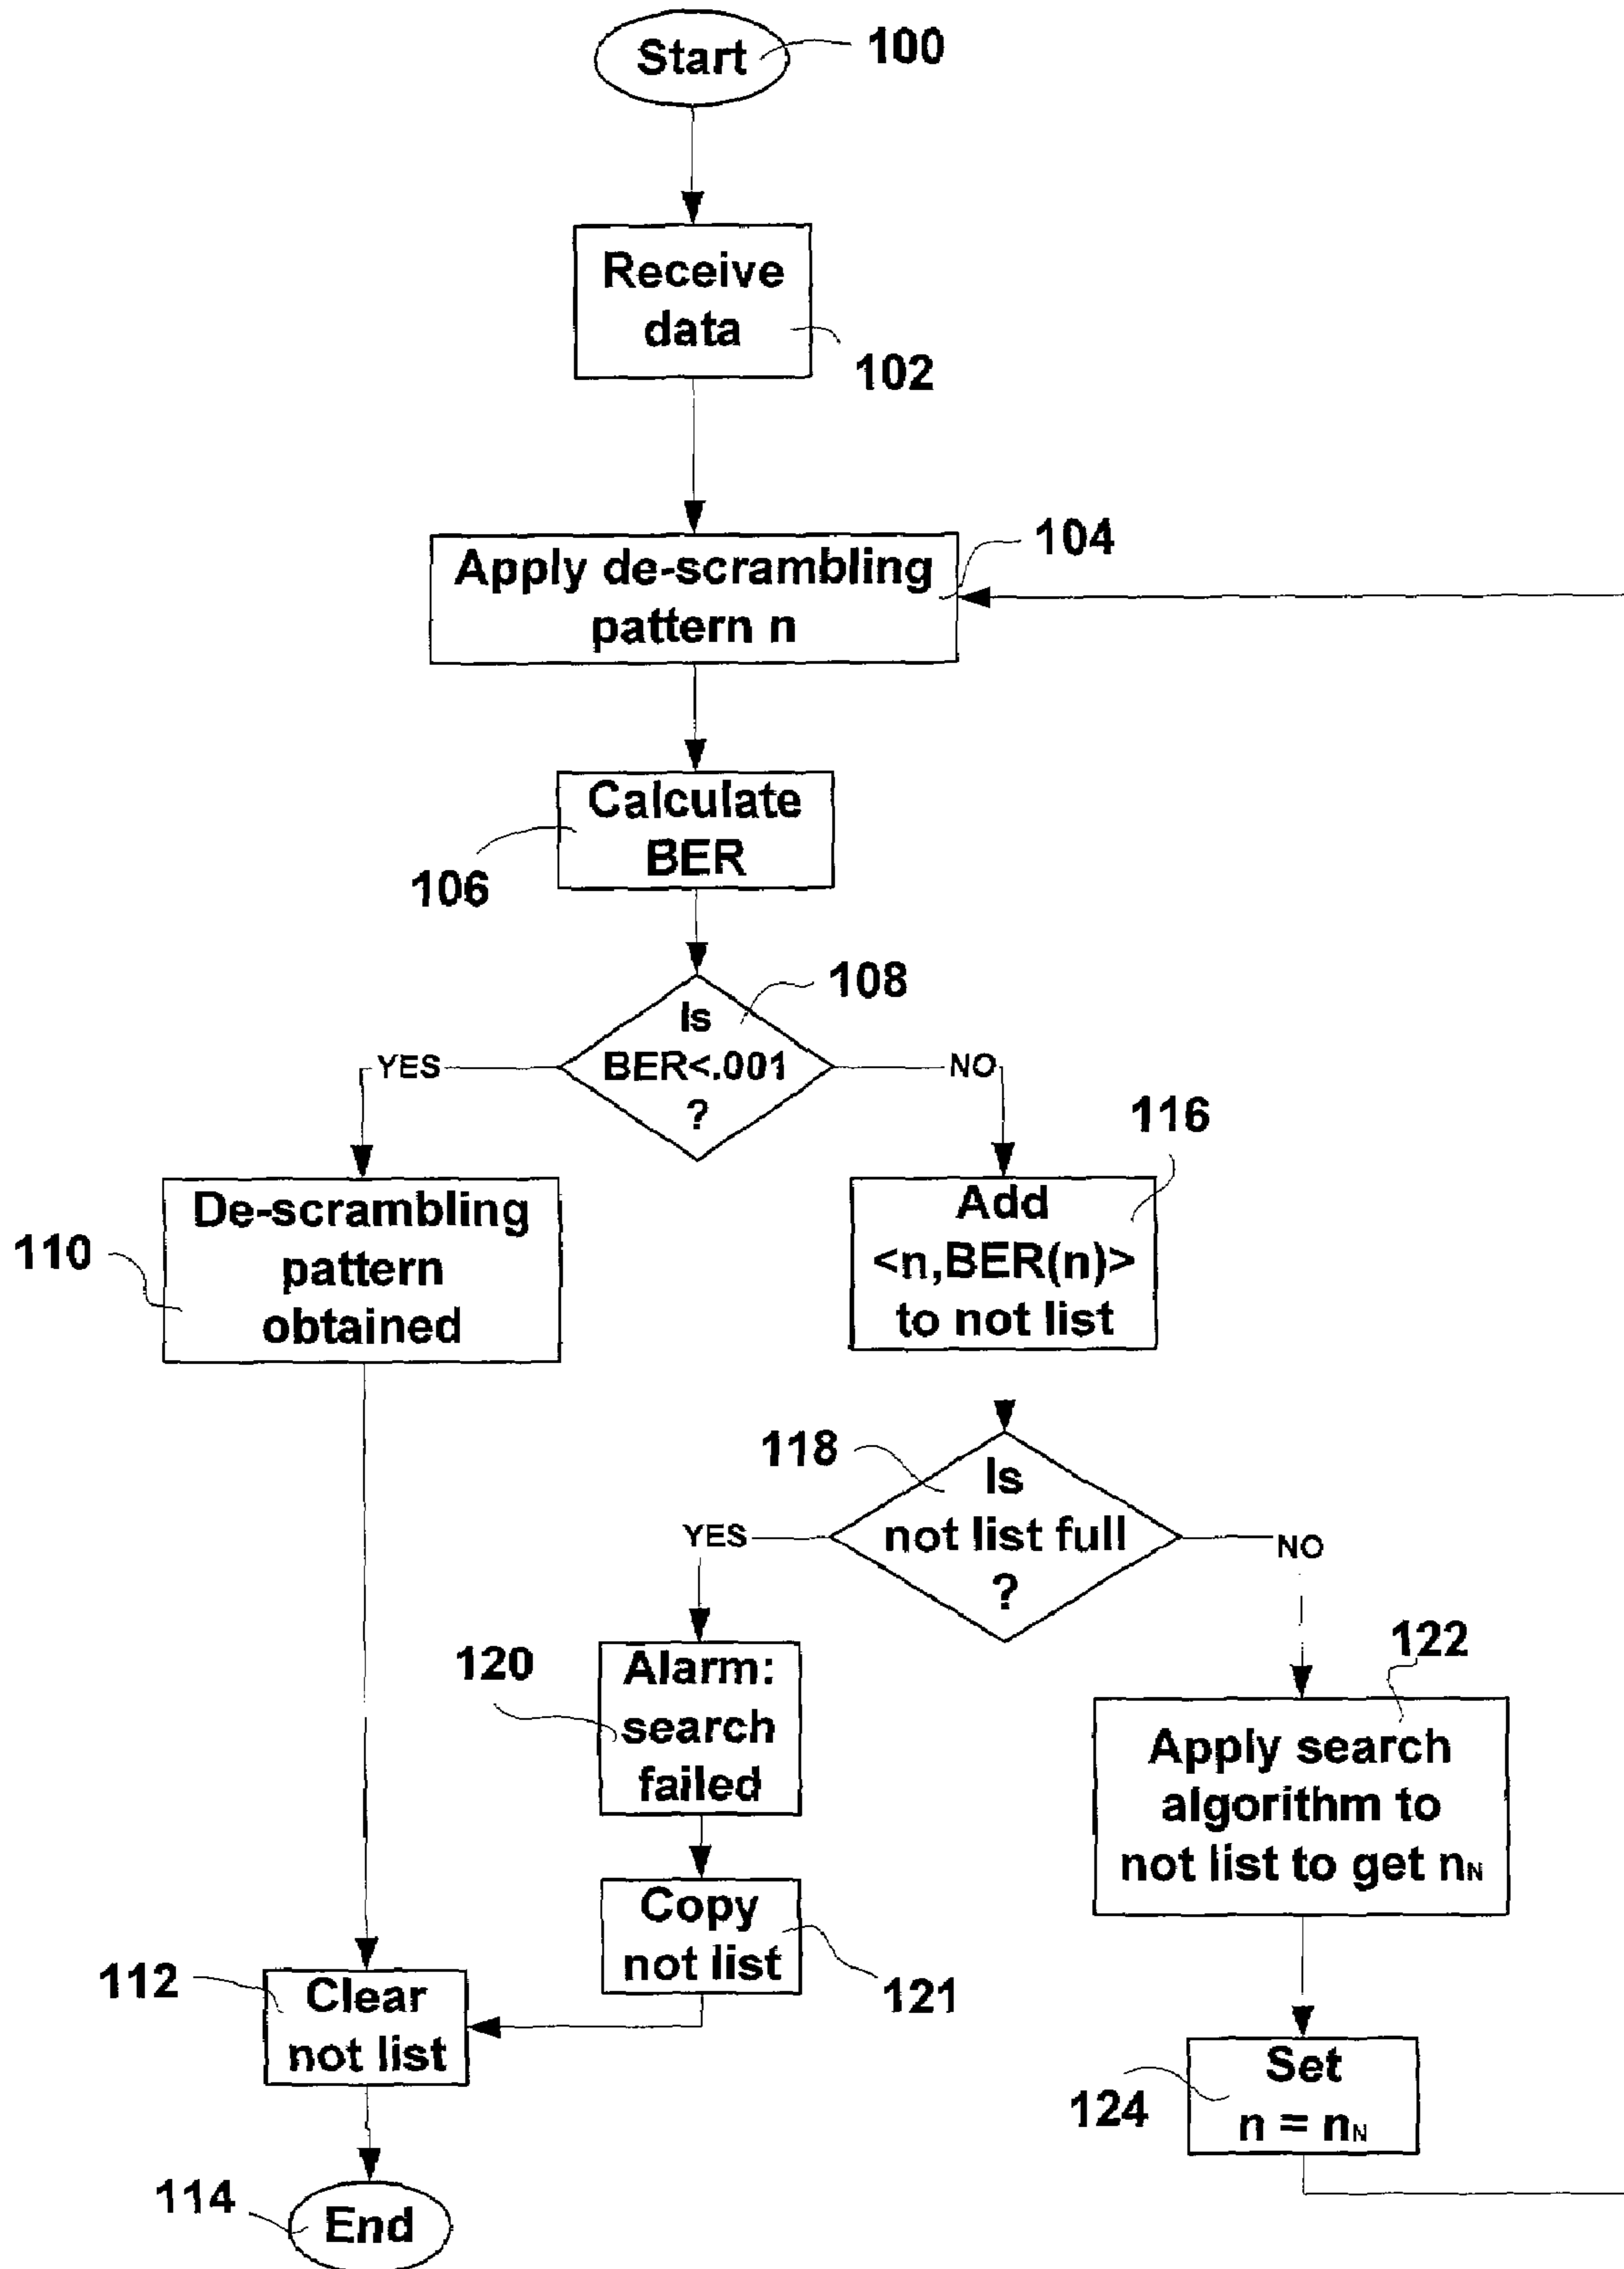 Start
100
Receive
data
102
104
Apply de-scrambling
pattern n
Calculate
BER
106
108
Is
BER<.001
?
YES
NO
116
De-scrambling
pattern
obtained
110
Add
<n,BER(n)>
to not list
118
Is
not list full
?
YES
NO
120
Alarm:
search
failed
122
Apply search
algorithm to
not list to get nN
Copy
not list
121
112
Clear
not list
Set
n = nN
124
114
End